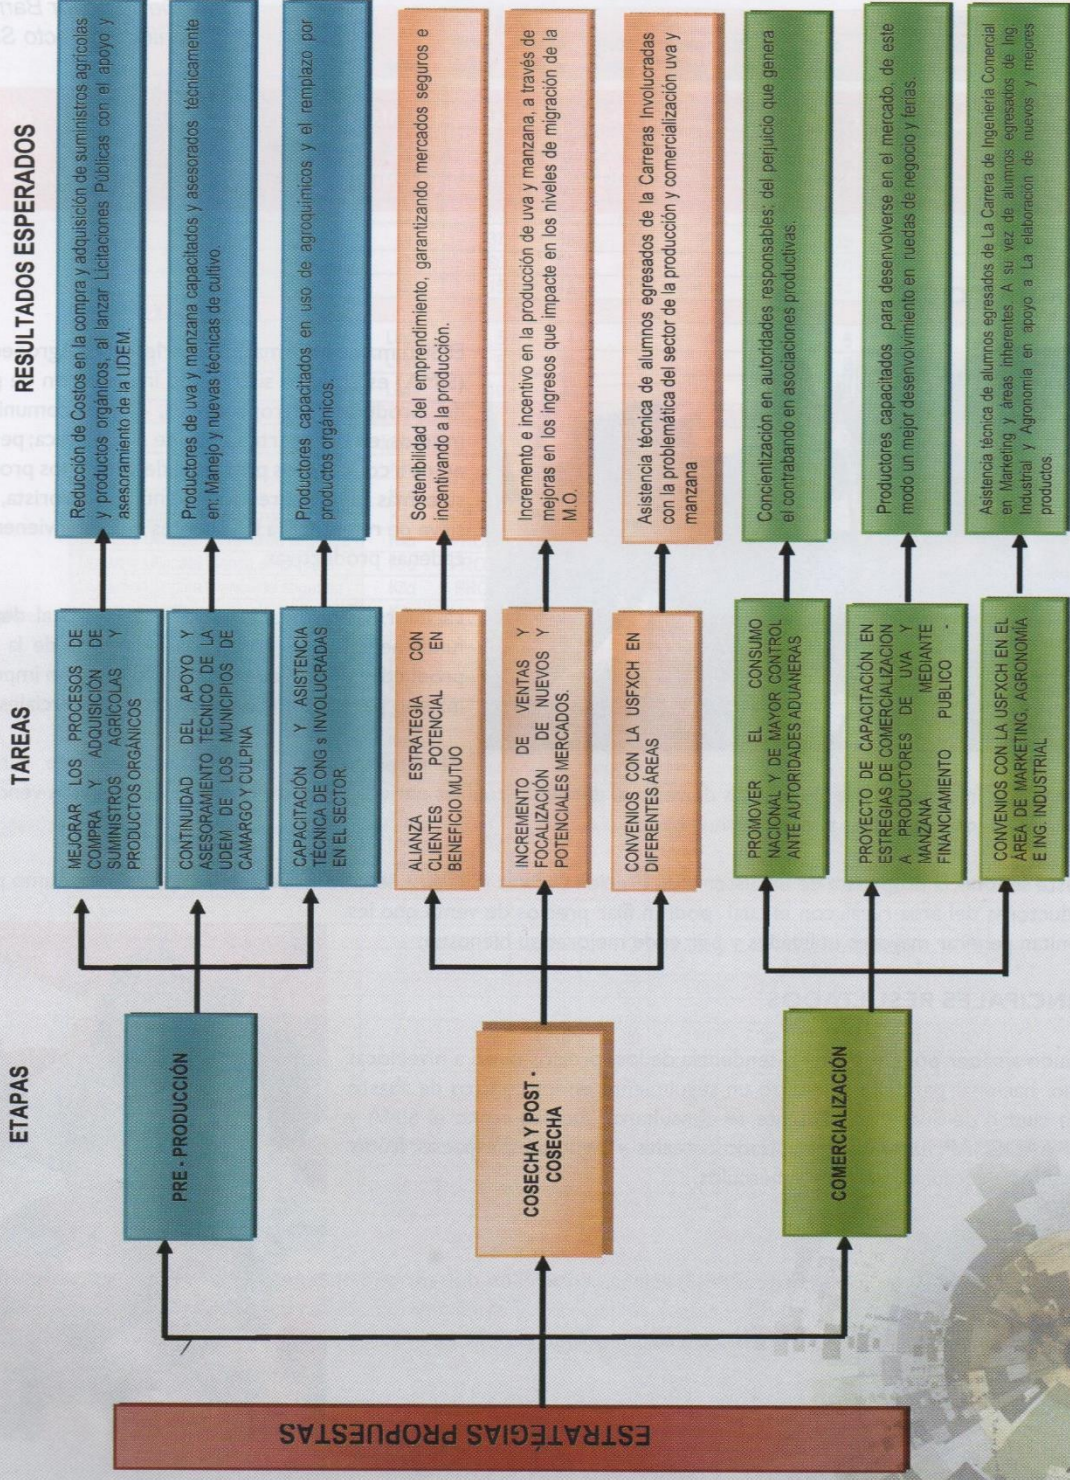 ETAPAS
TAREAS
RESULTADOS ESPERADOS
ESTRATÉGIAS PROPUESTAS
PRE - PRODUCCIÓN
MEJORAR LOS PROCESOS DE
COMPRA Y ADQUISICIÓN DE
SUMINISTROS AGRÍCOLAS Y
PRODUCTOS ORGÁNICOS
Reducción de Costos en la compra y adquisición de suministros agrícolas
y productos orgánicos, al lanzar Licitaciones Públicas con el apoyo y
asesoramiento de la UDEM.
CONTINUIDAD DEL APOYO Y
ASESORAMIENTO TÉCNICO DE LA
UDEM DE LOS MUNICIPIOS DE
CAMARGO Y CULPINA
Productores de uva y manzana capacitados y asesorados técnicamente
en: Manejo y nuevas técnicas de cultivo.
CAPACITACIÓN Y ASISTENCIA
TÉCNICA DE ONG s INVOLUCRADAS
EN EL SECTOR
Productores capacitados en uso de agroquímicos y el remplazo por
productos orgánicos.
COSECHA Y POST -
COSECHA
ALIANZA ESTRATEGIA CON
CLIENTES POTENCIAL EN
BENEFICIO MUTUO
Sostenibilidad del emprendimiento, garantizando mercados seguros e
incentivando a la producción.
INCREMENTO DE VENTAS Y
FOCALIZACIÓN DE NUEVOS Y
POTENCIALES MERCADOS.
Incremento e incentivo en la producción de uva y manzana, a través de
mejoras en los ingresos que impacte en los niveles de migración de la
M.O.
CONVENIOS CON LA USFXCH EN
DIFERENTES ÁREAS
Asistencia técnica de alumnos egresados de la Carreras Involucradas
con la problemática del sector de la producción y comercialización uva y
manzana
COMERCIALIZACIÓN
PROMOVER EL CONSUMO
NACIONAL Y DE MAYOR CONTROL
ANTE AUTORIDADES ADUANERAS
Concientización en autoridades responsables; del perjuicio que genera
el contrabando en asociaciones productivas.
PROYECTO DE CAPACITACIÓN EN
ESTREGIAS DE COMERCIALIZACION
A PRODUCTORES DE UVA Y
MANZANA MEDIANTE
FINANCIAMIENTO PUBLICO -
Productores capacitados para desenvolverse en el mercado, de este
modo un mejor desenvolvimiento en ruedas de negocio y ferias.
CONVENIOS CON LA USFXCH EN EL
ÁREA DE MARKETING, AGRONOMÍA
E ING. INDUSTRIAL
Asistencia técnica de alumnos egresados de La Carrera de Ingeniería Comercial
en Marketing y áreas inherentes. A su vez de alumnos egresados de Ing.
Industrial y Agronomía en apoyo a La elaboración de nuevos y mejores
productos.